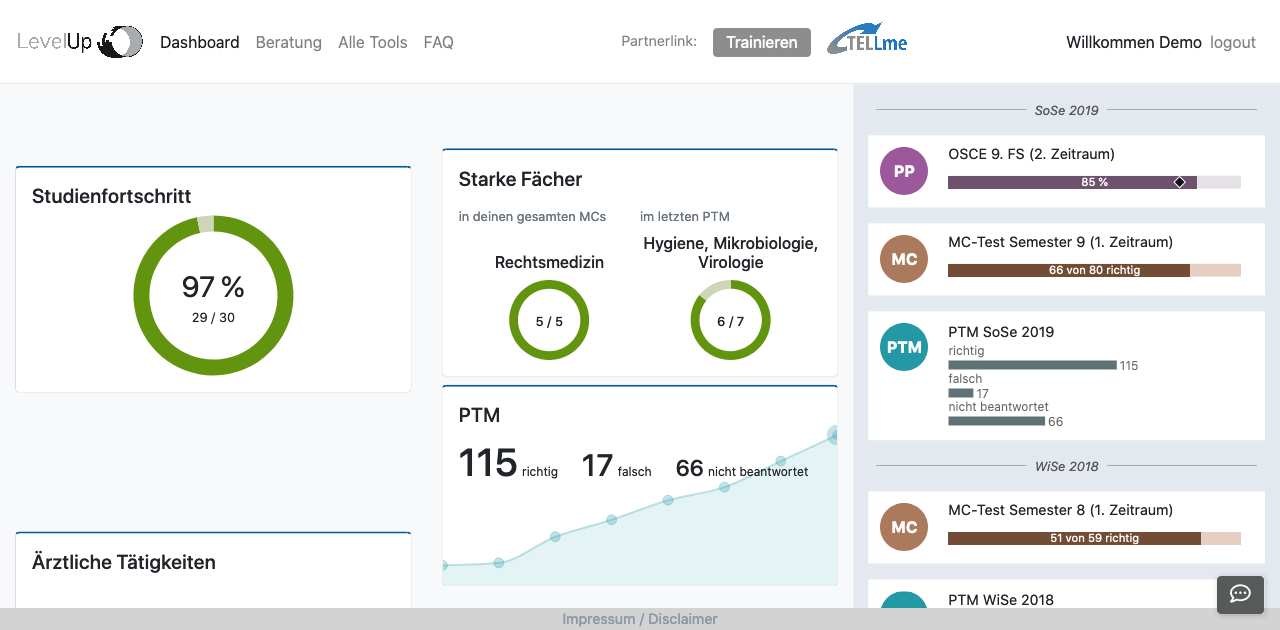 LevelUp
Dashboard
Beratung
Alle Tools
FAQ
Partnerlink:
Trainieren
TELLme
Willkommen Demo
logout
Studienfortschritt
97 %
29 / 30
Ärztliche Tätigkeiten
Starke Fächer
in deinen gesamten MCs
im letzten PTM
Rechtsmedizin
Hygiene, Mikrobiologie,
Virologie
5 / 5
6 / 7
PTM
115 richtig
17 falsch
66 nicht beantwortet
SoSe 2019
PP
OSCE 9. FS (2. Zeitraum)
85 %
MC
MC-Test Semester 9 (1. Zeitraum)
66 von 80 richtig
PTM
PTM SoSe 2019
richtig
115
falsch
17
nicht beantwortet
66
WiSe 2018
MC
MC-Test Semester 8 (1. Zeitraum)
51 von 59 richtig
PTM WiSe 2018
Impressum / Disclaimer